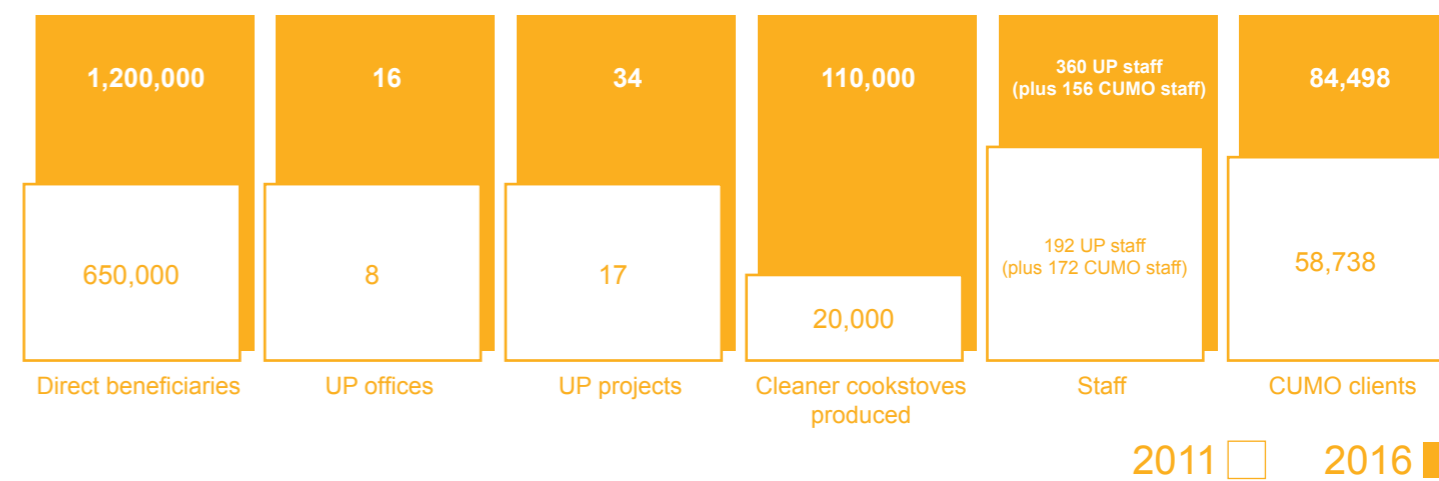 1,200,000
16
34
110,000
360 UP staff
(plus 156 CUMO staff)
84,498
650,000
8
17
20,000
192 UP staff
(plus 172 CUMO staff)
58,738
Direct beneficiaries
UP offices
UP projects
Cleaner cookstoves
produced
Staff
CUMO clients
2011
2016